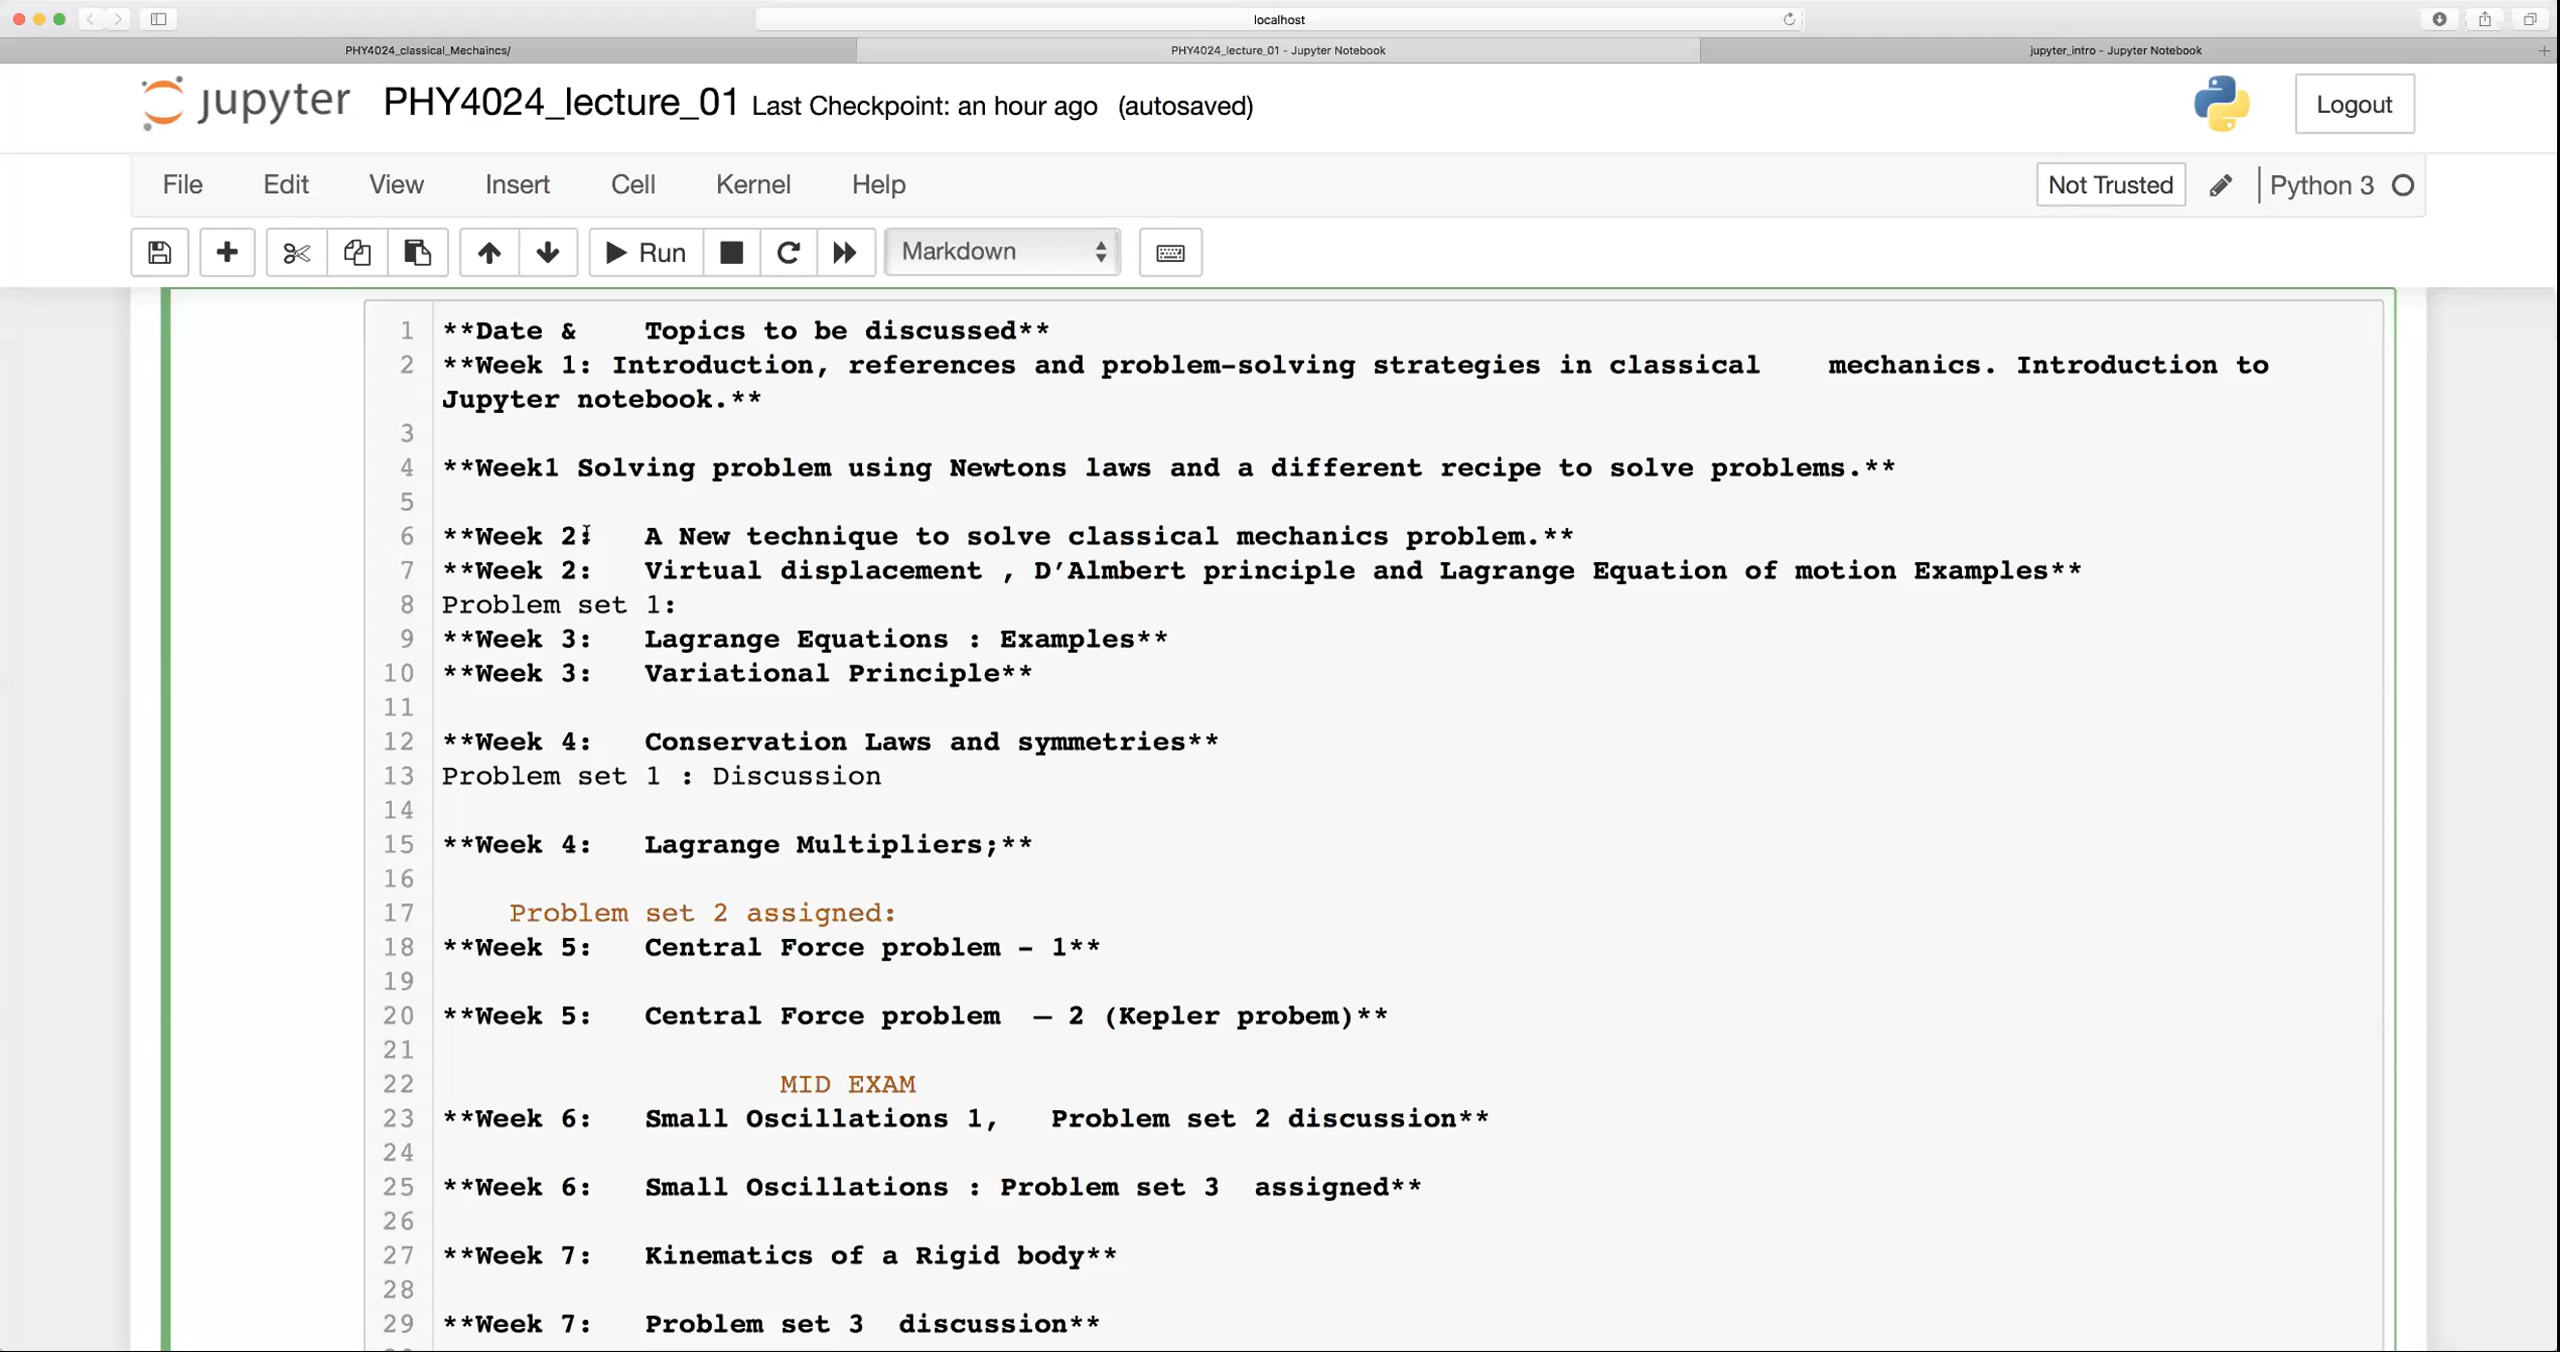 localhost
PHY4024_classical_Mechaincs/
PHY4024_lecture_01 - Jupyter Notebook
jupyter_intro - Jupyter Notebook
jupyter PHY4024_lecture_01 Last Checkpoint: an hour ago (autosaved)
Logout
File Edit View Insert Cell Kernel Help
Not Trusted
Python 3
Run
Markdown
1 **Date & Topics to be discussed**
2 **Week 1: Introduction, references and problem-solving strategies in classical mechanics. Introduction to
Jupyter notebook.**
3
4 **Week1 Solving problem using Newtons laws and a different recipe to solve problems.**
5
6 **Week 2: A New technique to solve classical mechanics problem.**
7 **Week 2: Virtual displacement , D’Almbert principle and Lagrange Equation of motion Examples**
8 Problem set 1:
9 **Week 3: Lagrange Equations : Examples**
10 **Week 3: Variational Principle**
11
12 **Week 4: Conservation Laws and symmetries**
13 Problem set 1 : Discussion
14
15 **Week 4: Lagrange Multipliers;**
16
17 Problem set 2 assigned:
18 **Week 5: Central Force problem - 1**
19
20 **Week 5: Central Force problem – 2 (Kepler probem)**
21
22 MID EXAM
23 **Week 6: Small Oscillations 1, Problem set 2 discussion**
24
25 **Week 6: Small Oscillations : Problem set 3 assigned**
26
27 **Week 7: Kinematics of a Rigid body**
28
29 **Week 7: Problem set 3 discussion**